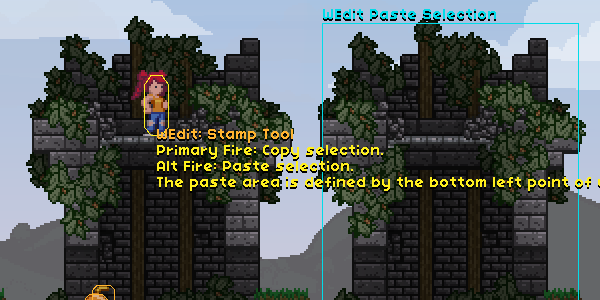 WEdit Paste Selection
WEdit: Stamp Tool
Primary Fire: Copy selection.
Alt Fire: Paste selection.
The paste area is defined by the bottom left point of